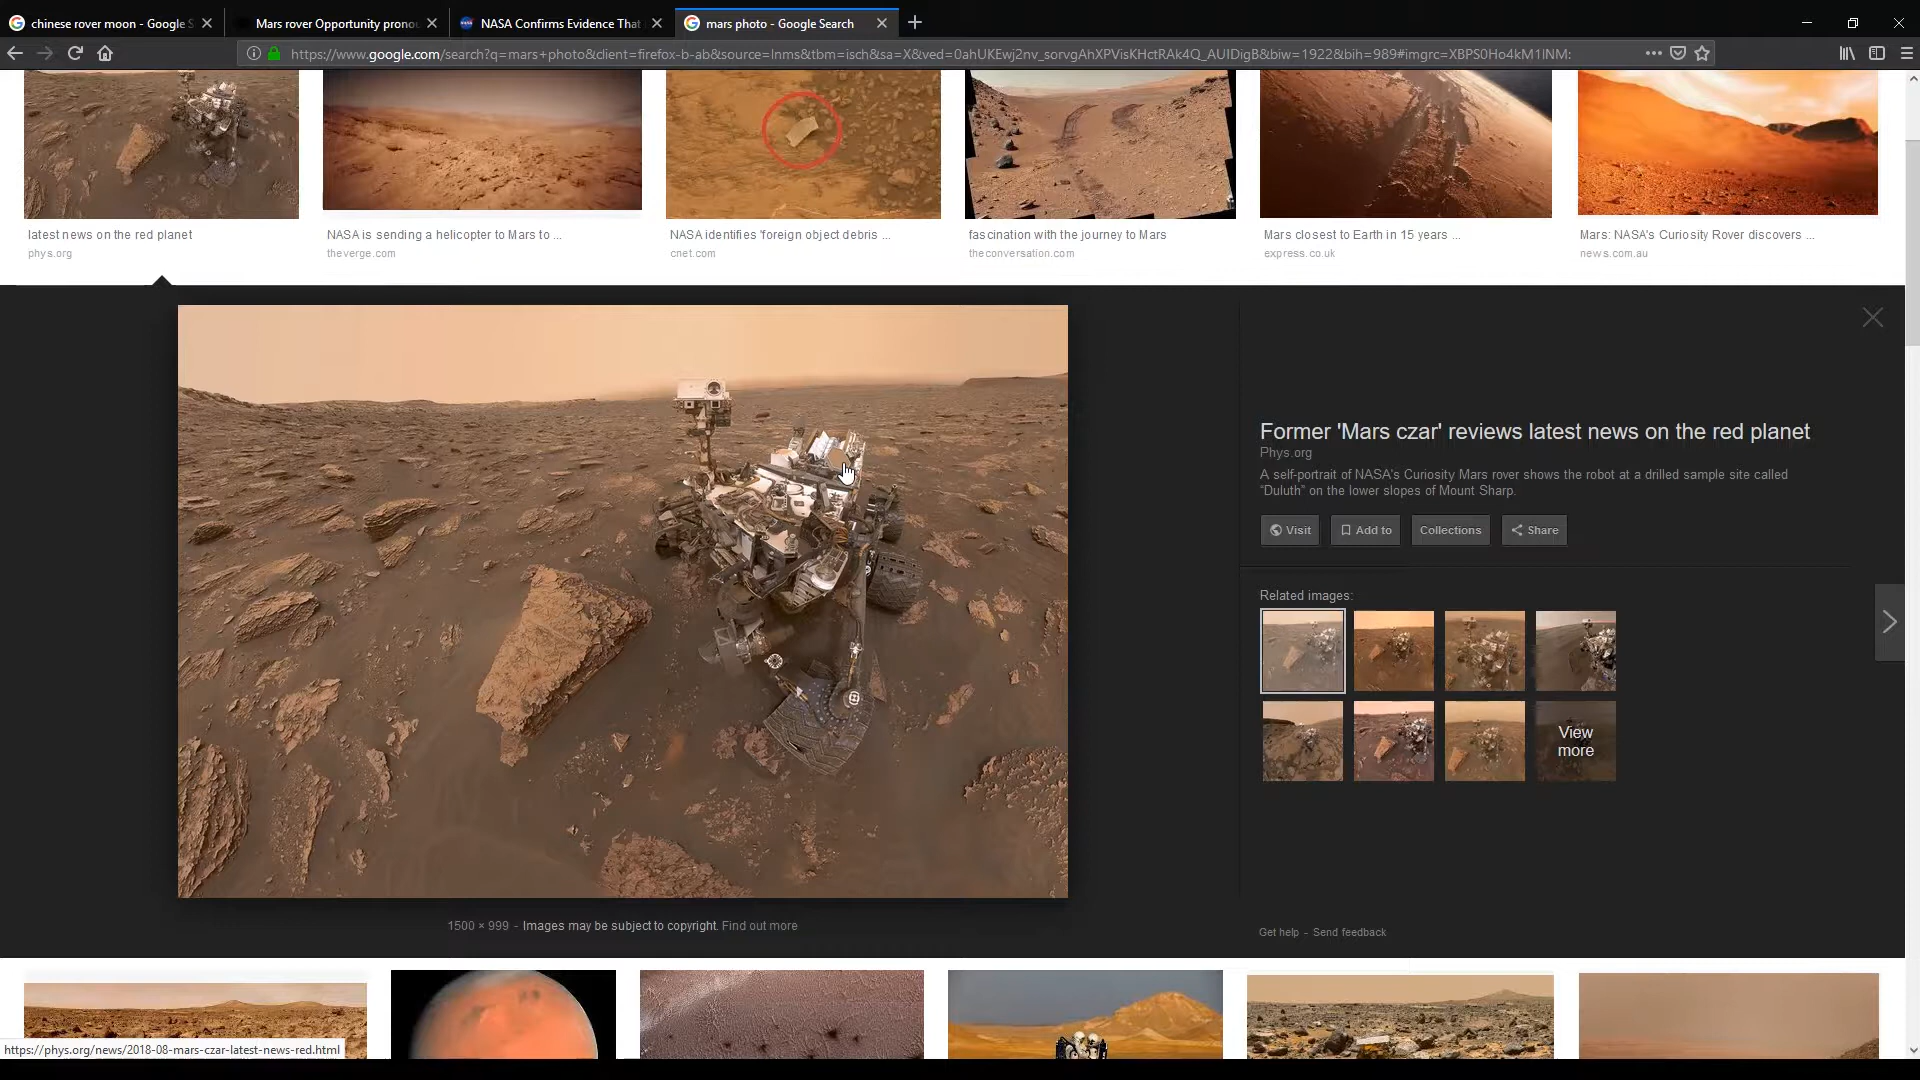 chinese rover moon - Google S
Mars rover Opportunity pronou
NASA Confirms Evidence That
mars photo - Google Search
https://www.google.com/search?q=mars+photo&client=firefox-b-ab&source=lnms&tbm=isch&sa=X&ved=0ahUKEwj2nv_sorvgAhXPVisKHctRAk4Q_AUIDigB&biw=1922&bih=989#imgrc=XBPS0Ho4kM1lNM:
latest news on the red planet
phys.org
NASA is sending a helicopter to Mars to ...
theverge.com
NASA identifies 'foreign object debris ...
cnet.com
fascination with the journey to Mars
theconversation.com
Mars closest to Earth in 15 years ...
express.co.uk
Mars: NASA's Curiosity Rover discovers ...
news.com.au
Former 'Mars czar' reviews latest news on the red planet
Phys.org
A self-portrait of NASA's Curiosity Mars rover shows the robot at a drilled sample site called
"Duluth" on the lower slopes of Mount Sharp.
Visit
Add to
Collections
Share
Related images:
View
more
1500 × 999 - Images may be subject to copyright. Find out more
Get help - Send feedback
https://phys.org/news/2018-08-mars-czar-latest-news-red.html